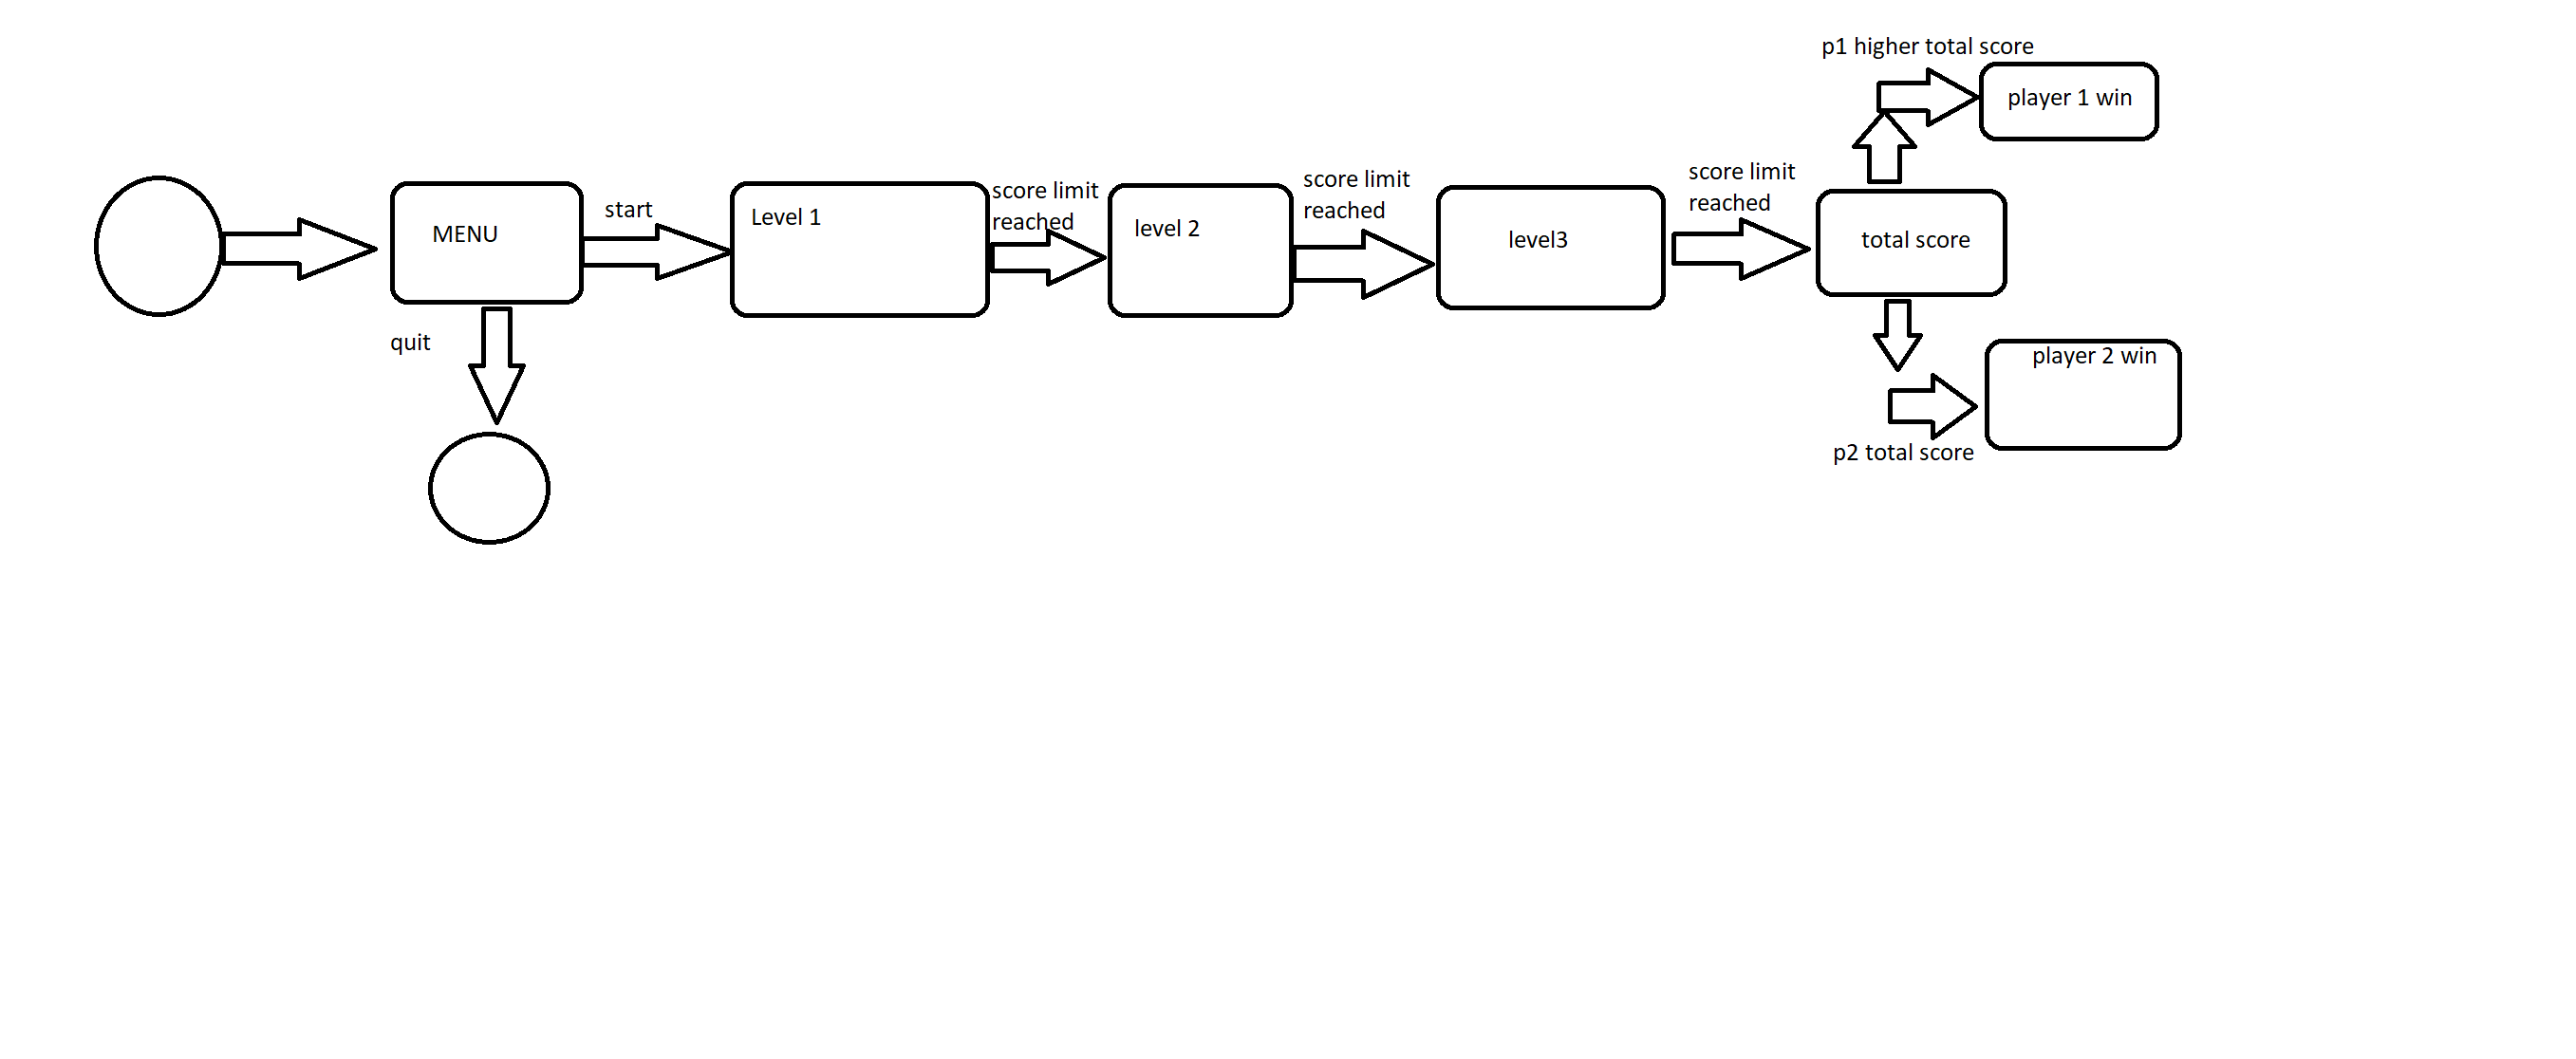 p1 higher total score
player 1 win
MENU
start
Level 1
score limit
reached
level 2
score limit
reached
level3
score limit
reached
total score
quit
player 2 win
p2 total score